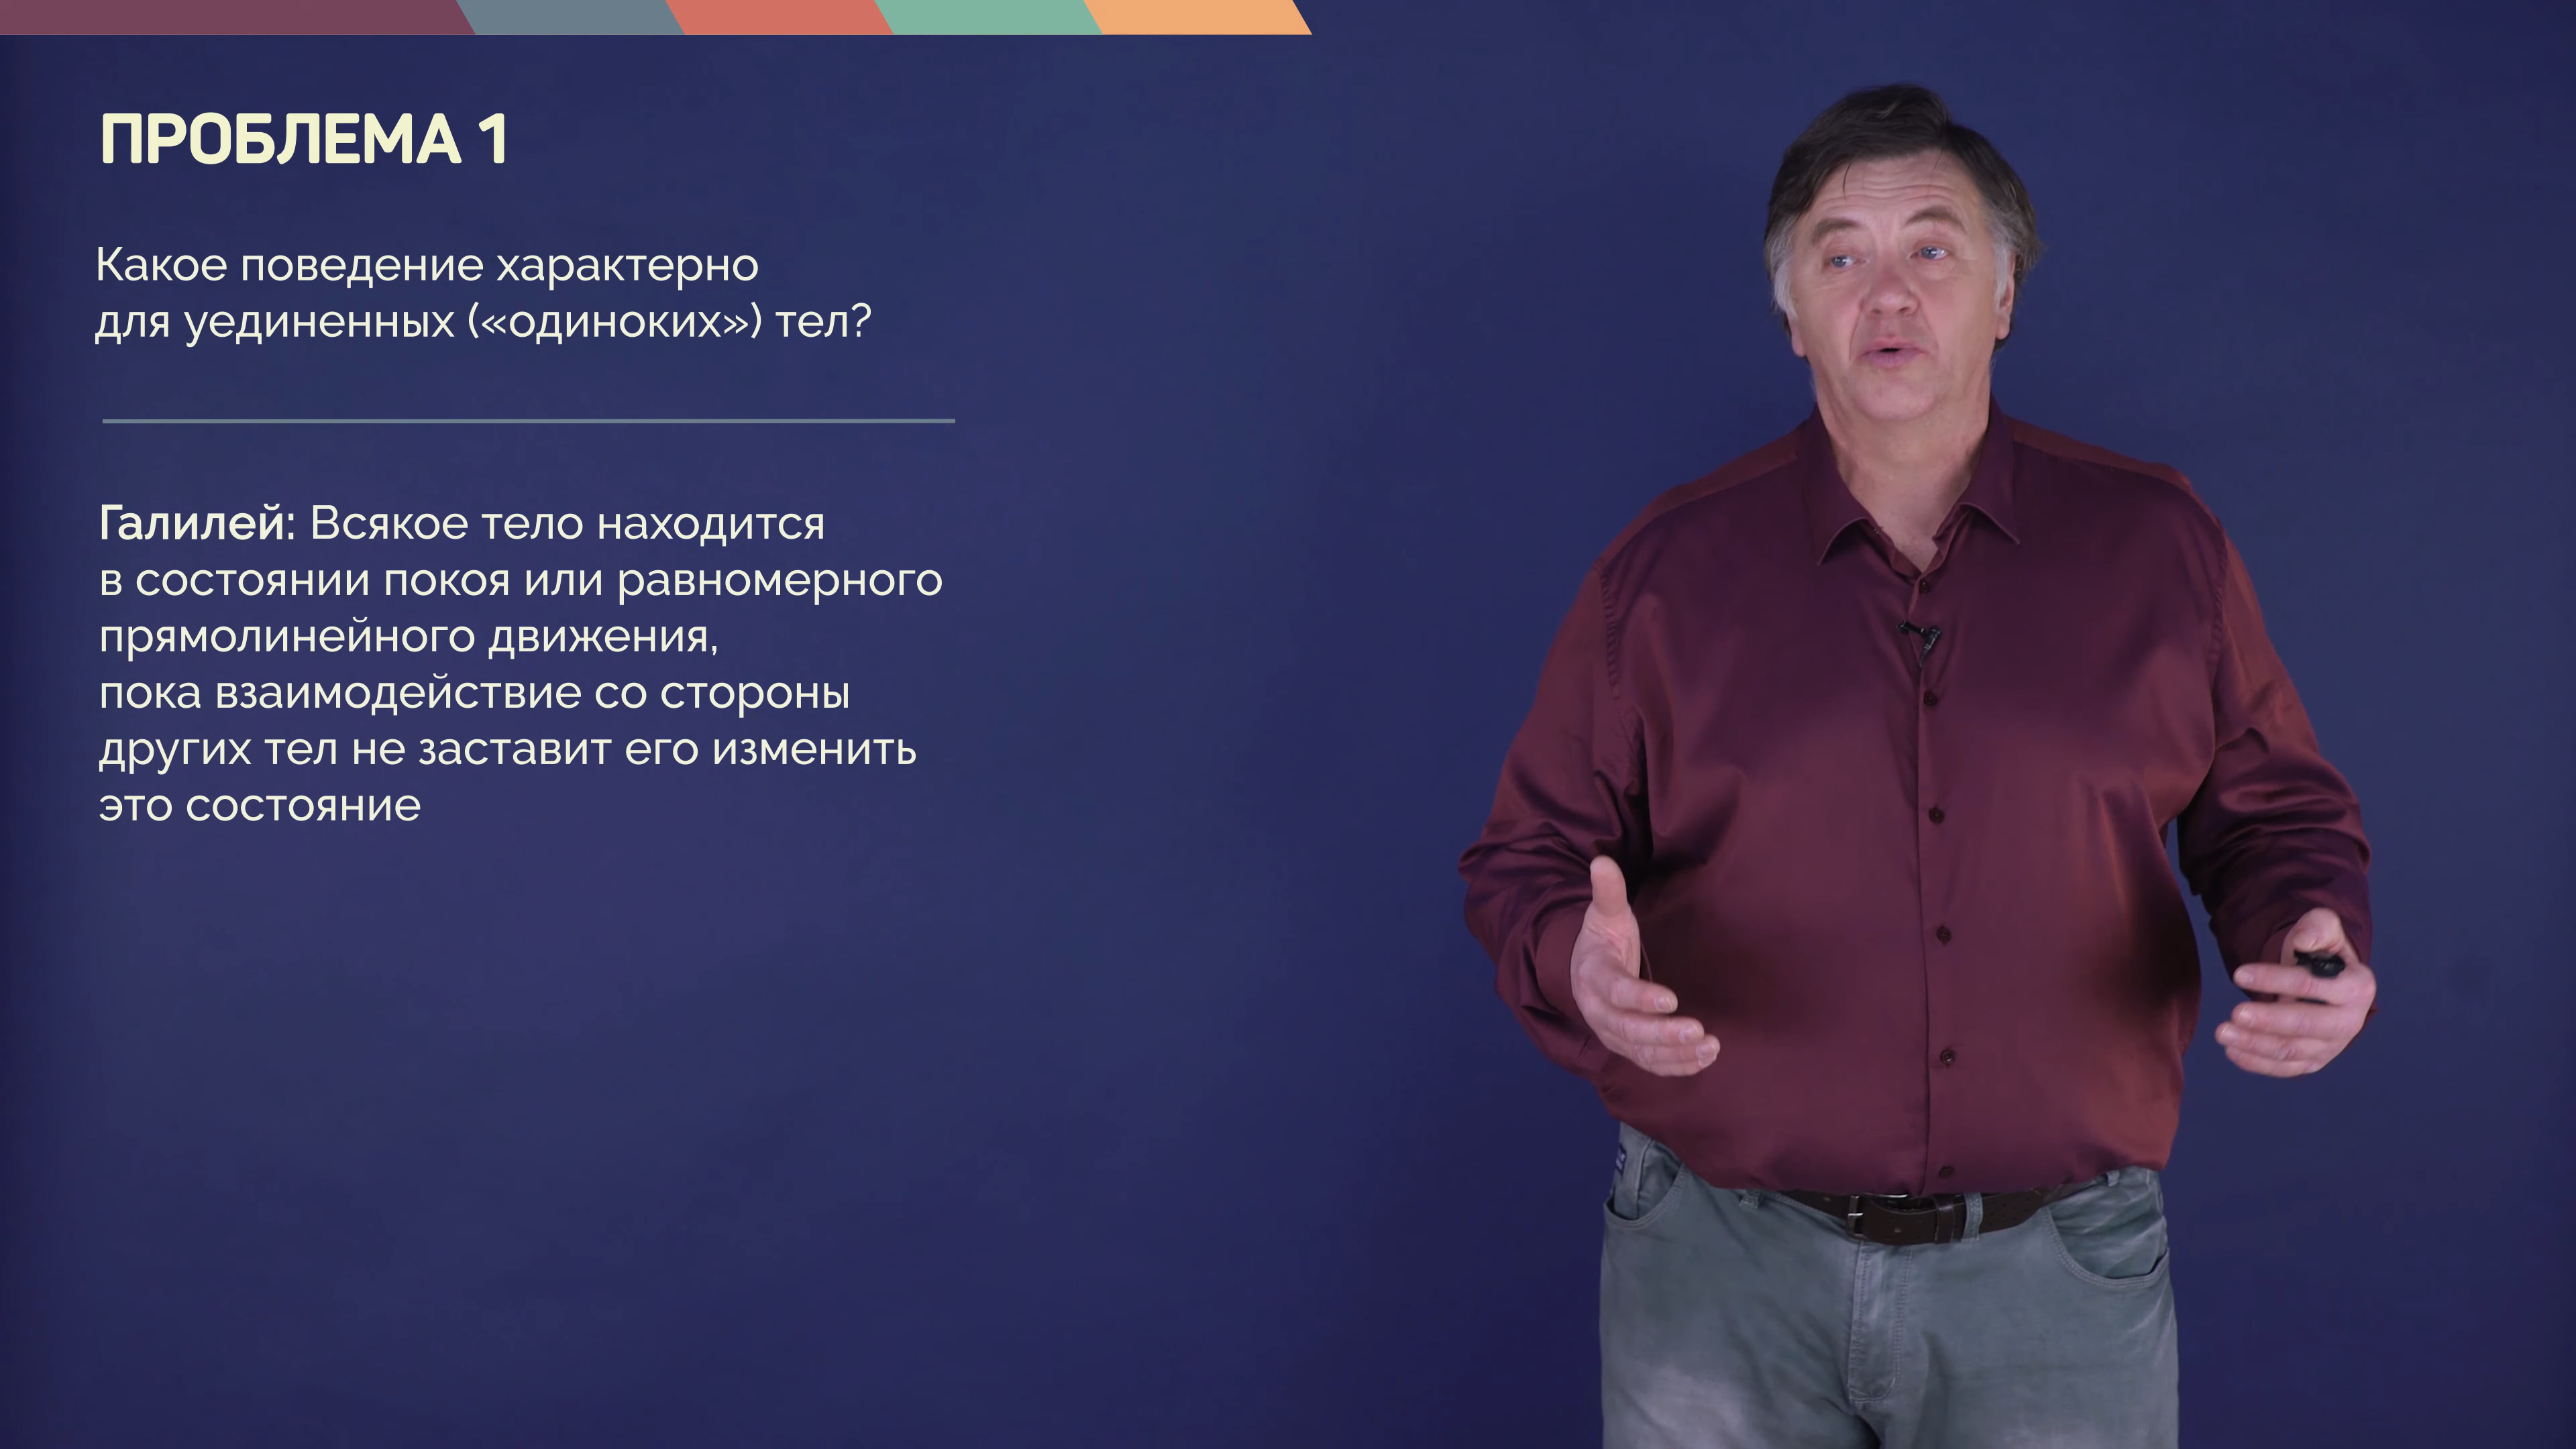 ПРОБЛЕМА 1
Какое поведение характерно
для уединенных («одиноких») тел?
Галилей: Всякое тело находится
в состоянии покоя или равномерного
прямолинейного движения,
пока взаимодействие со стороны
других тел не заставит его изменить
это состояние